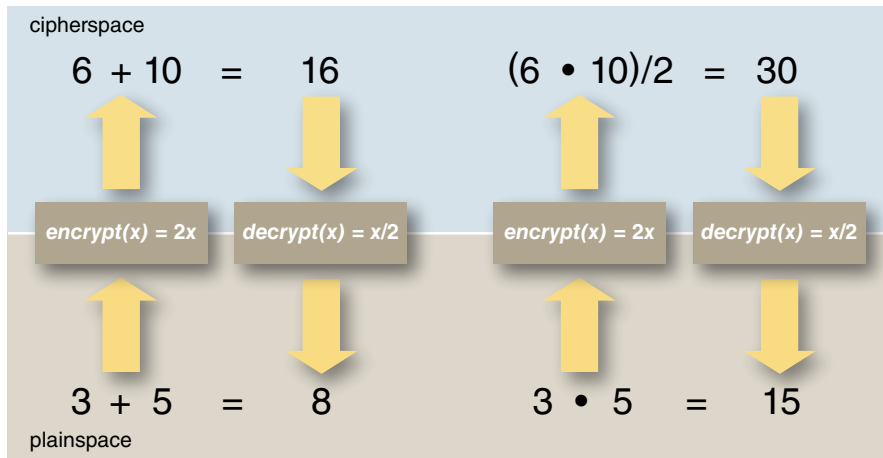 cipherspace
6 + 10 = 16
(6 • 10)/2 = 30
encrypt(x) = 2x
decrypt(x) = x/2
encrypt(x) = 2x
decrypt(x) = x/2
3 + 5 = 8
3 • 5 = 15
plainspace